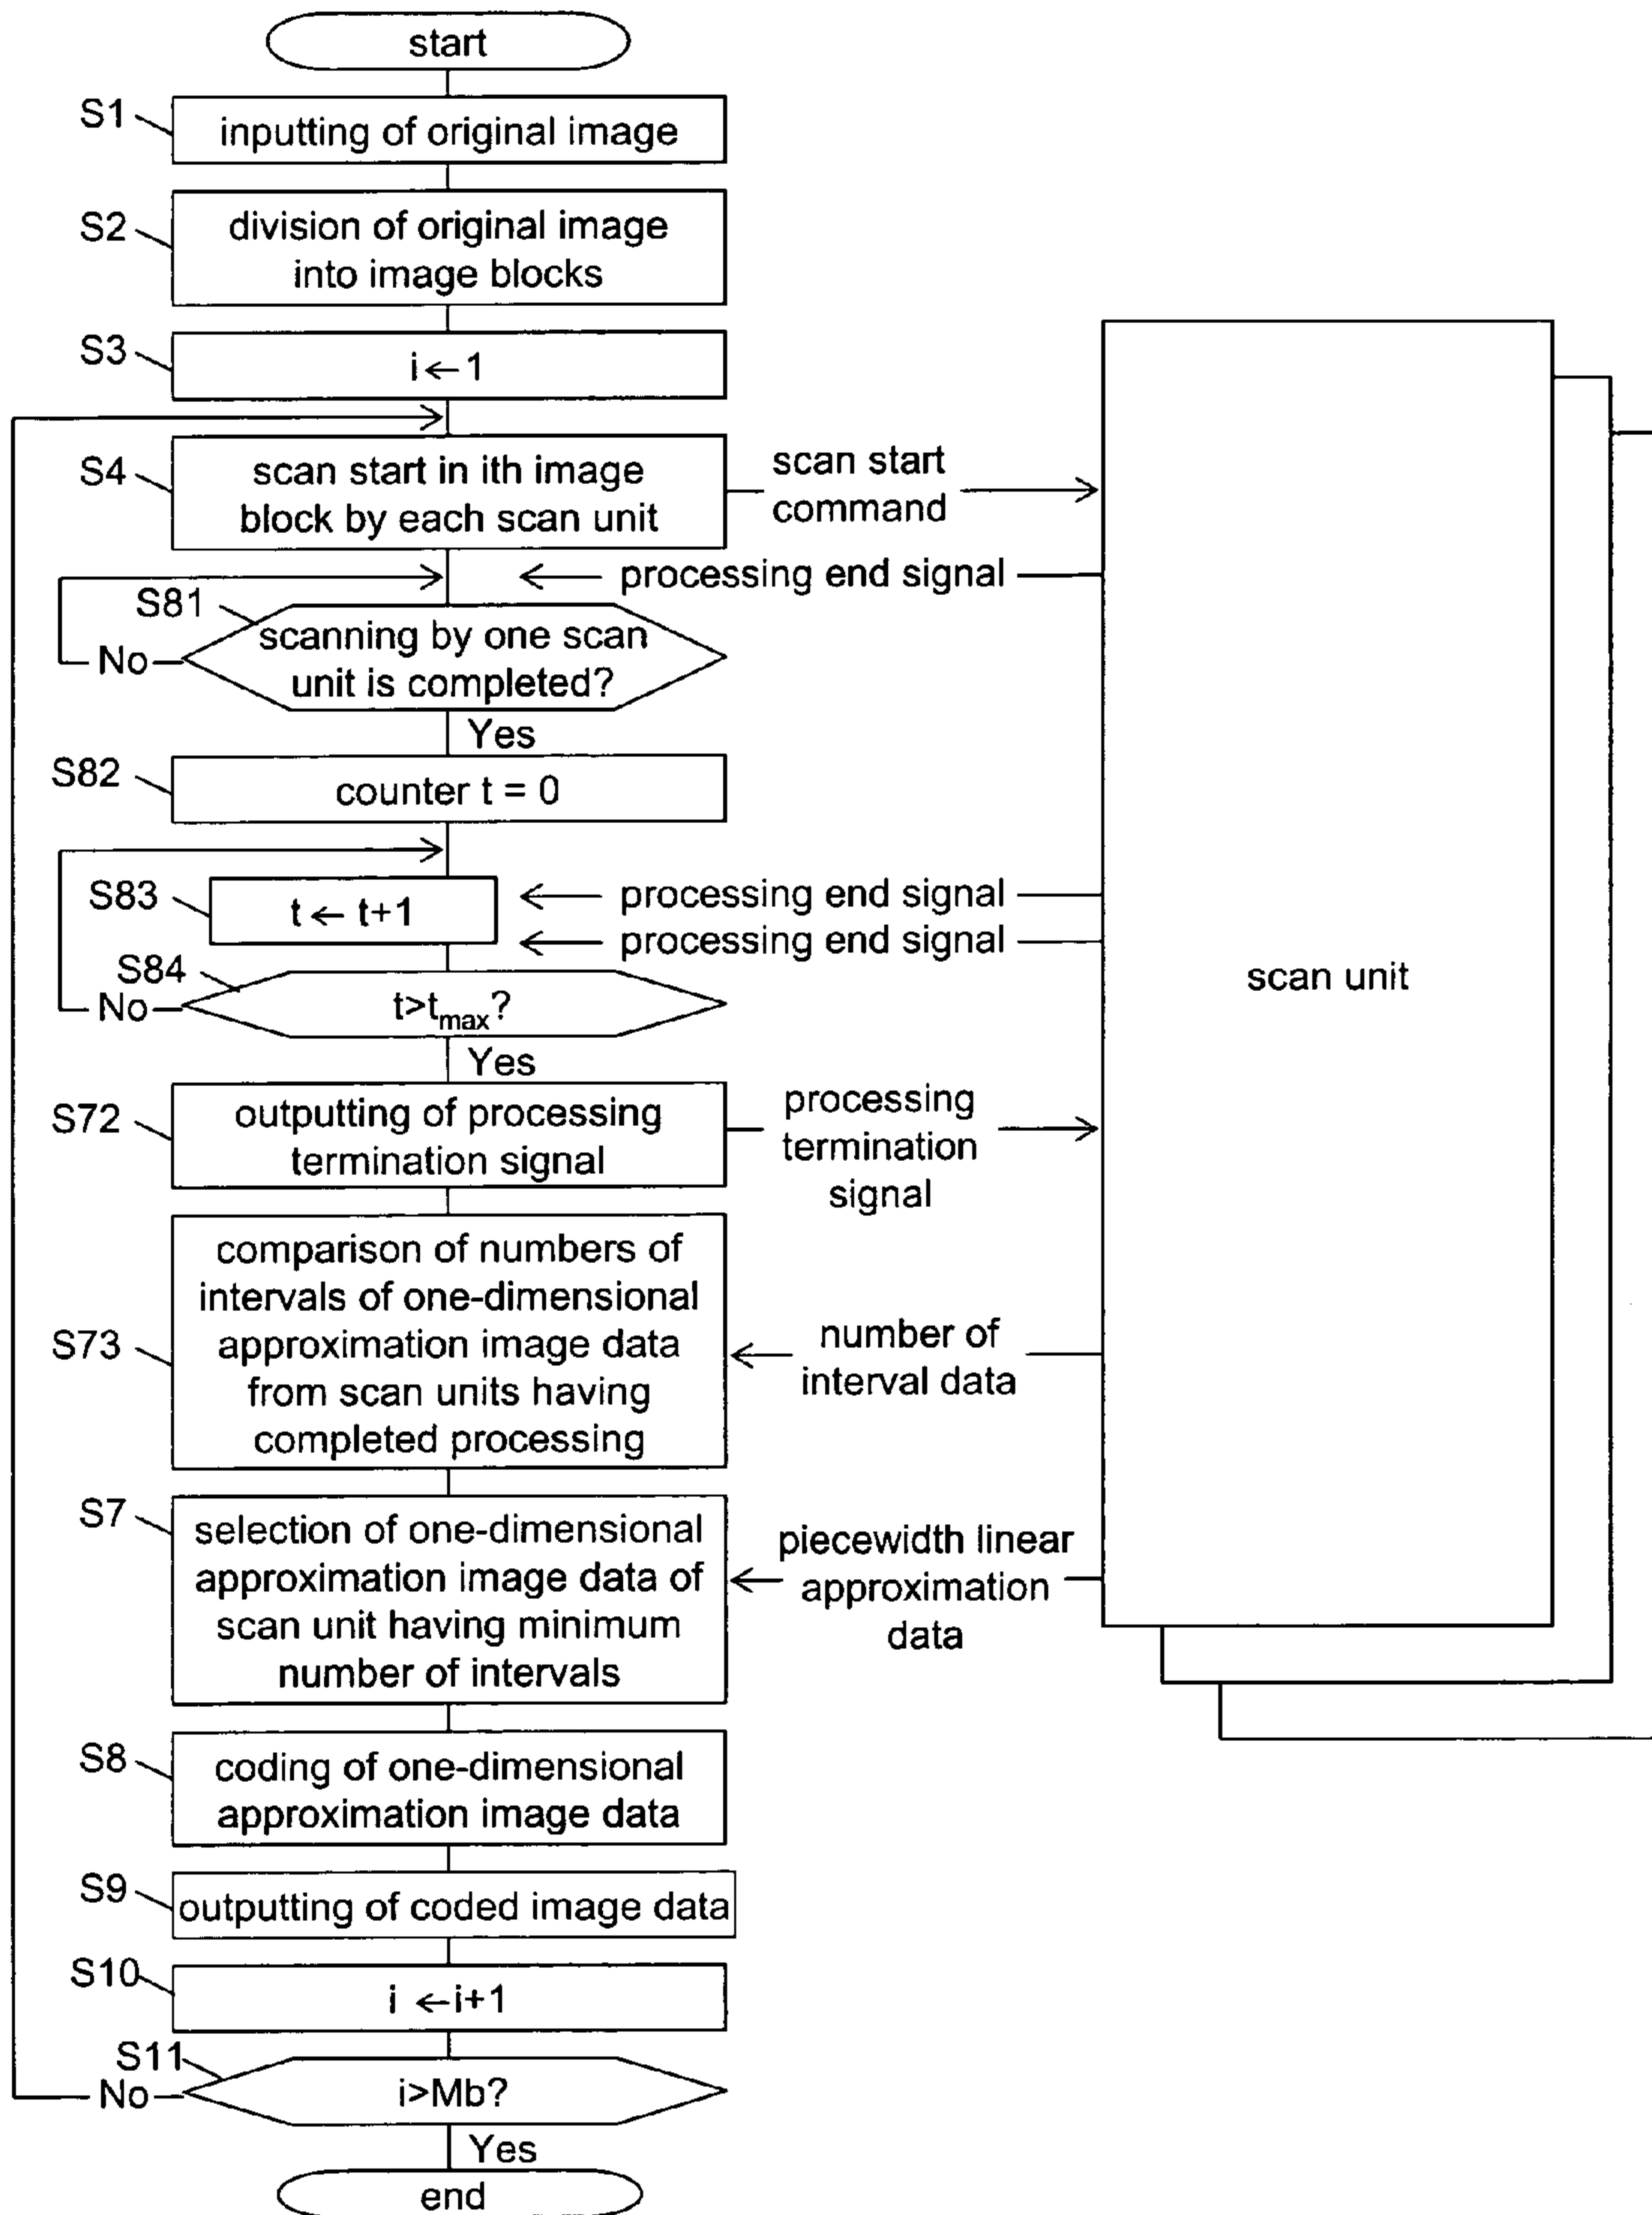 start
S1
inputting of original image
S2
division of original image
into image blocks
S3
i←1
S4
scan start in ith image
block by each scan unit
scan start
command
processing end signal
S81
scanning by one scan
unit is completed?
No
Yes
S82
counter t = 0
S83
t ← t+1
processing end signal
processing end signal
S84
t>tmax?
No
Yes
S72
outputting of processing
termination signal
processing
termination
signal
scan unit
S73
comparison of numbers of
intervals of one-dimensional
approximation image data
from scan units having
completed processing
number of
interval data
S7
selection of one-dimensional
approximation image data of
scan unit having minimum
number of intervals
piecewidth linear
approximation
data
S8
coding of one-dimensional
approximation image data
S9
outputting of coded image data
S10
i ←i+1
S11
i>Mb?
No
Yes
end